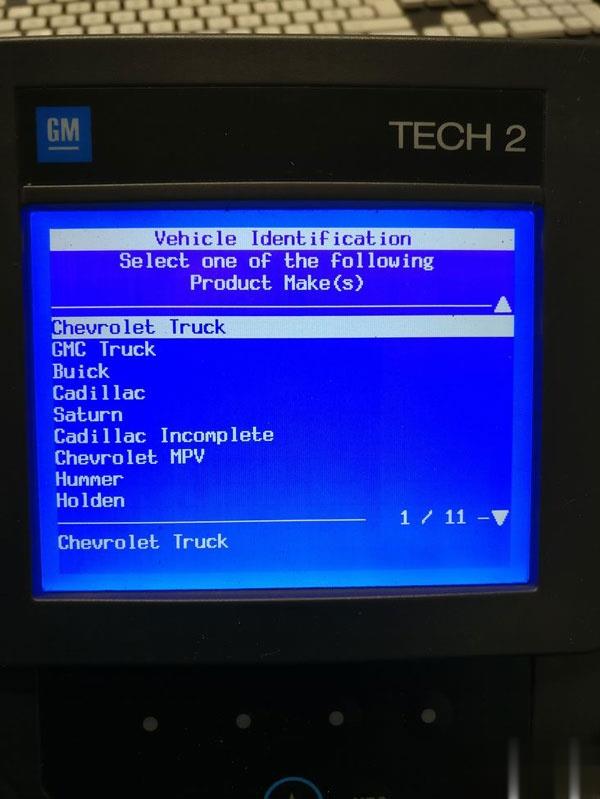 GM
TECH 2
Vehicle Identification
Select one of the following
Product Make(s)
Chevrolet Truck
GMC Truck
Buick
Cadillac
Saturn
Cadillac Incomplete
Chevrolet MPV
Hummer
Holden
1 / 11
Chevrolet Truck